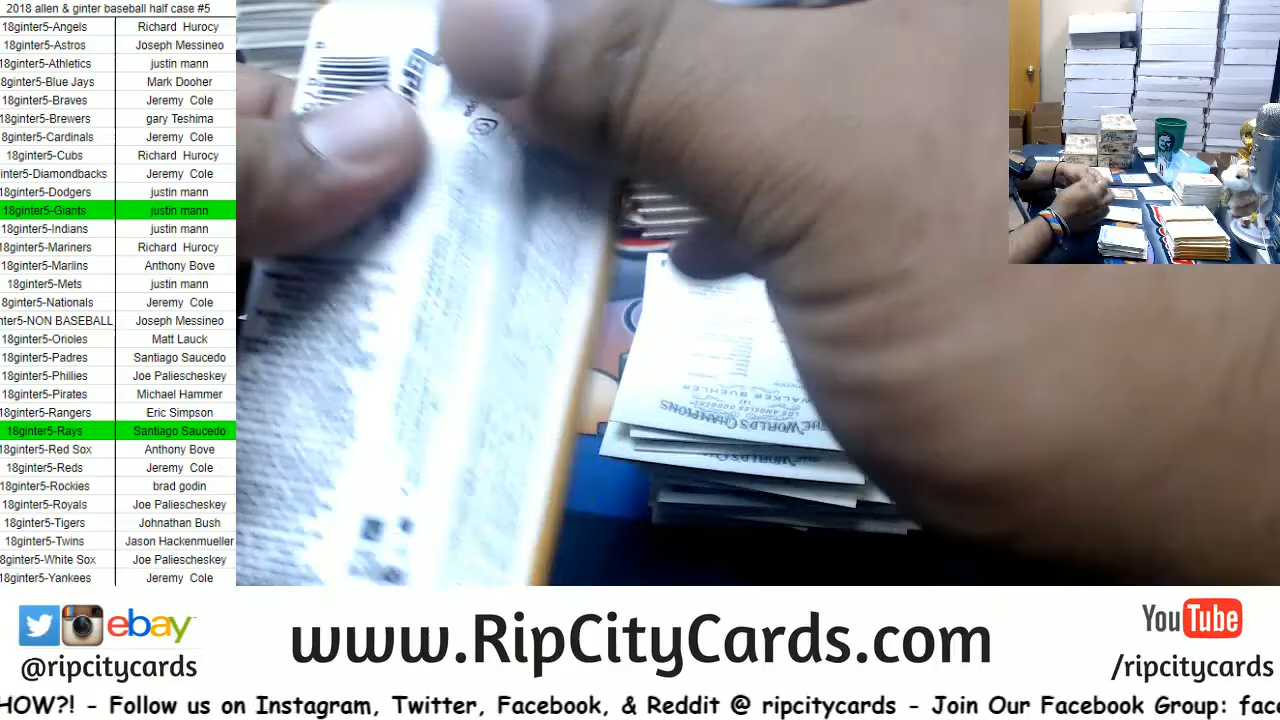 2018 allen & ginter baseball half case #5
18ginter5-Angels Richard Hurocy
18ginter5-Astros Joseph Messineo
18ginter5-Athletics justin mann
8ginter5-Blue Jays Mark Dooher
18ginter5-Braves Jeremy Cole
18ginter5-Brewers gary Teshima
8ginter5-Cardinals Jeremy Cole
18ginter5-Cubs Richard Hurocy
inter5-Diamondbacks Jeremy Cole
18ginter5-Dodgers justin mann
18ginter5-Giants justin mann
18ginter5-Indians justin mann
18ginter5-Mariners Richard Hurocy
18ginter5-Marlins Anthony Bove
18ginter5-Mets justin mann
8ginter5-Nationals Jeremy Cole
nter5-NON BASEBALL Joseph Messineo
18ginter5-Orioles Matt Lauck
18ginter5-Padres Santiago Saucedo
18ginter5-Phillies Joe Paliescheskey
18ginter5-Pirates Michael Hammer
18ginter5-Rangers Eric Simpson
18ginter5-Rays Santiago Saucedo
18ginter5-Red Sox Anthony Bove
18ginter5-Reds Jeremy Cole
18ginter5-Rockies brad godin
18ginter5-Royals Joe Paliescheskey
18ginter5-Tigers Johnathan Bush
18ginter5-Twins Jason Hackenmueller
8ginter5-White Sox Joe Paliescheskey
18ginter5-Yankees Jeremy Cole
WALKER BUEHLER
LOS ANGELES DODGERS
THE WORLD'S CHAMPIONS
ebay
@ripcitycards
www.RipCityCards.com
YouTube
/ripcitycards
HOW?! - Follow us on Instagram, Twitter, Facebook, & Reddit @ ripcitycards - Join Our Facebook Group: face